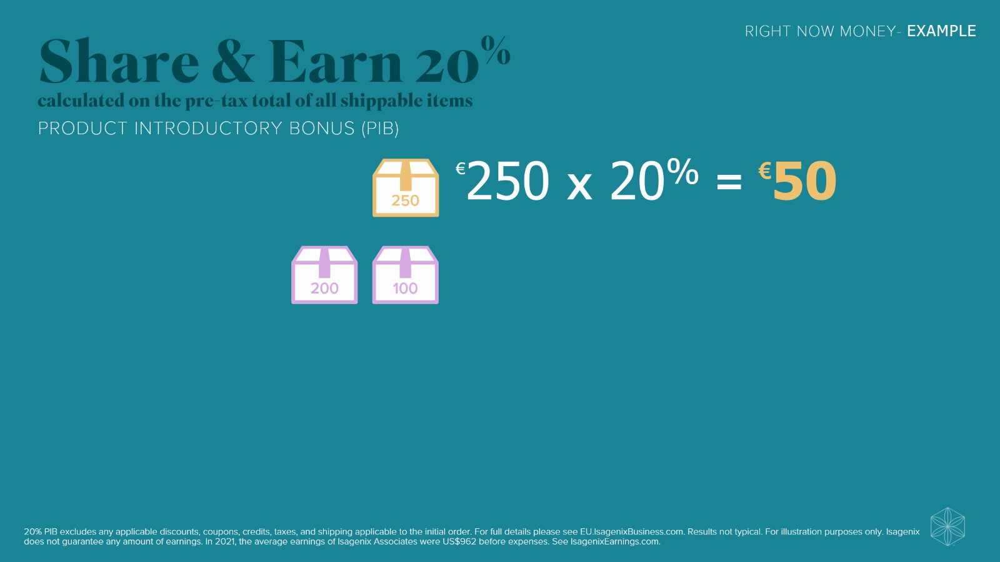 RIGHT NOW MONEY- EXAMPLE
Share & Earn 20%
calculated on the pre-tax total of all shippable items
PRODUCT INTRODUCTORY BONUS (PIB)
250 €250 x 20% = €50
200 100
20% PIB excludes any applicable discounts, coupons, credits, taxes, and shipping applicable to the initial order. For full details please see EU.IsagenixBusiness.com. Results not typical. For illustration purposes only. Isagenix
does not guarantee any amount of earnings. In 2021, the average earnings of Isagenix Associates were US$962 before expenses. See IsagenixEarnings.com.